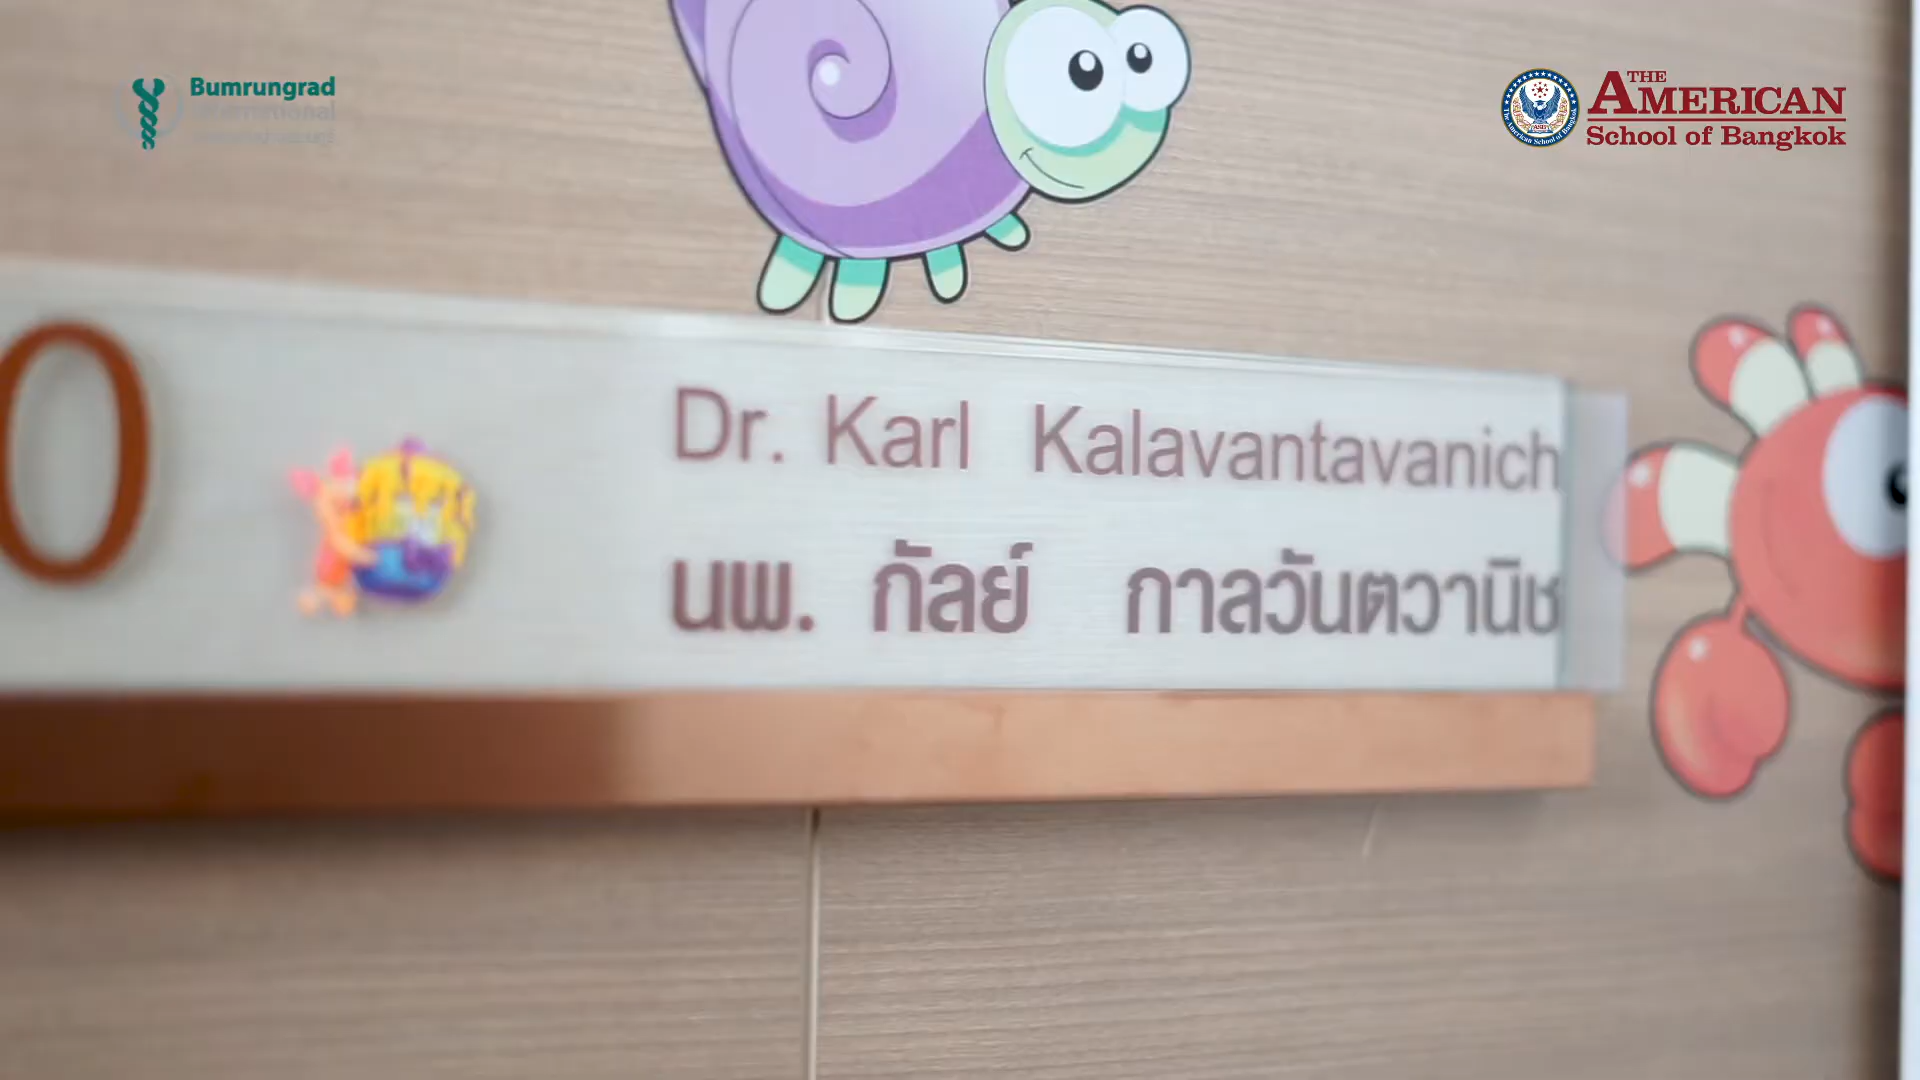 Bumrungrad
International
THE
AMERICAN
School of Bangkok
0
Dr. Karl Kalavantavanich
นพ. กัลย์ กาลวันตวานิช